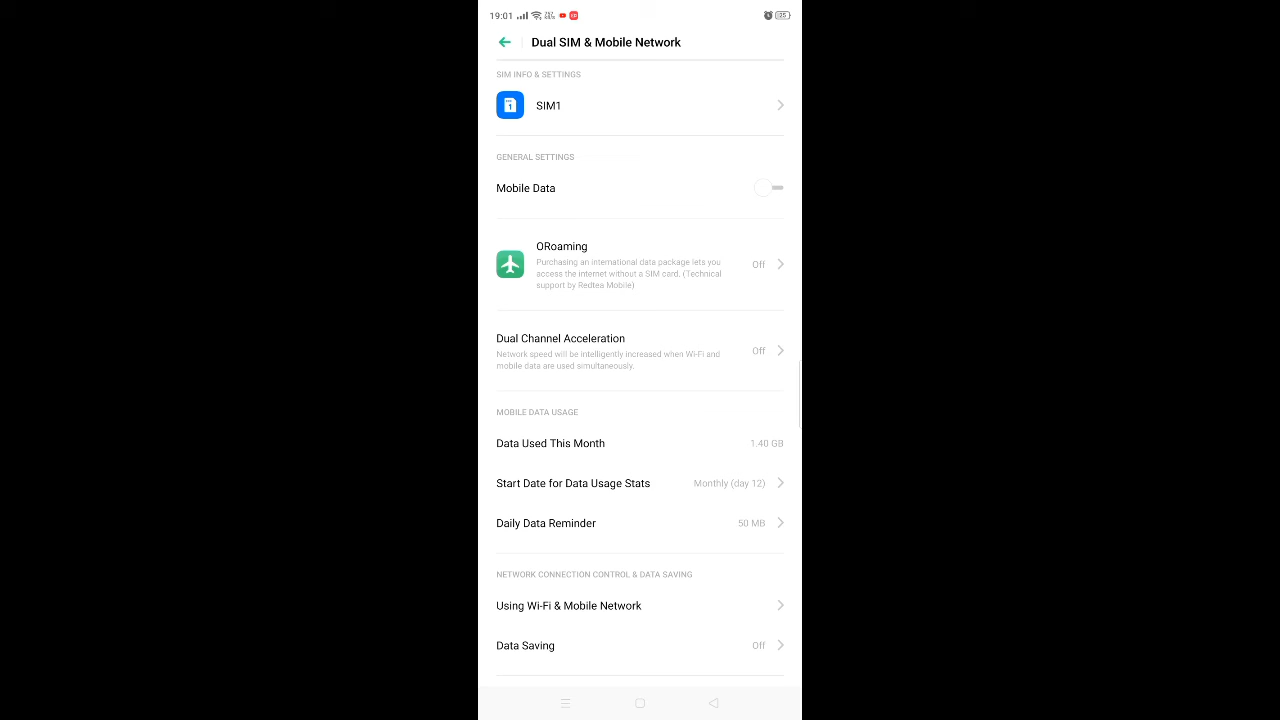 19:01
Dual SIM & Mobile Network
SIM INFO & SETTINGS
1
SIM1
GENERAL SETTINGS
Mobile Data
ORoaming
Purchasing an international data package lets you
access the internet without a SIM card. (Technical
support by Redtea Mobile)
Off
Dual Channel Acceleration
Network speed will be intelligently increased when Wi-Fi and
mobile data are used simultaneously.
Off
MOBILE DATA USAGE
Data Used This Month 1.40 GB
Start Date for Data Usage Stats Monthly (day 12)
Daily Data Reminder 50 MB
NETWORK CONNECTION CONTROL & DATA SAVING
Using Wi-Fi & Mobile Network
Data Saving Off